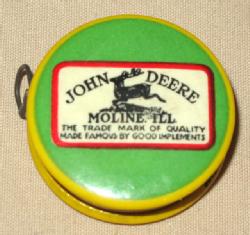 JOHN DEERE
MOLINE, ILL
THE TRADE MARK OF QUALITY
MADE FAMOUS BY GOOD IMPLEMENTS